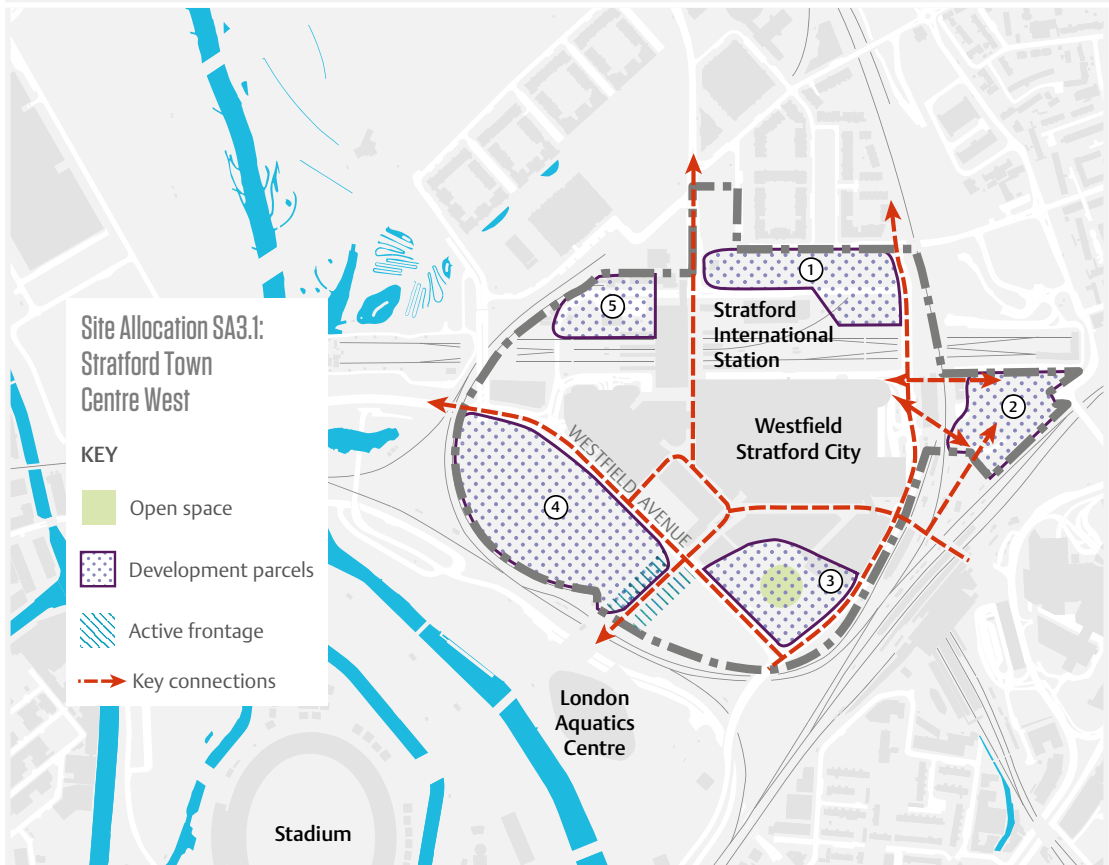 Site Allocation SA3.1:
Stratford Town
Centre West
KEY
Open space
Development parcels
Active frontage
Key connections
1
5
Stratford
International
Station
2
Westfield
Stratford City
WESTFIELD AVENUE
4
3
London
Aquatics
Centre
Stadium